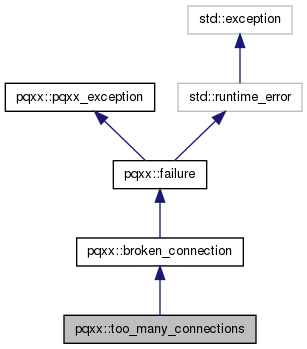 std::exception
pqxx::pqxx_exception
std::runtime_error
pqxx::failure
pqxx::broken_connection
pqxx::too_many_connections